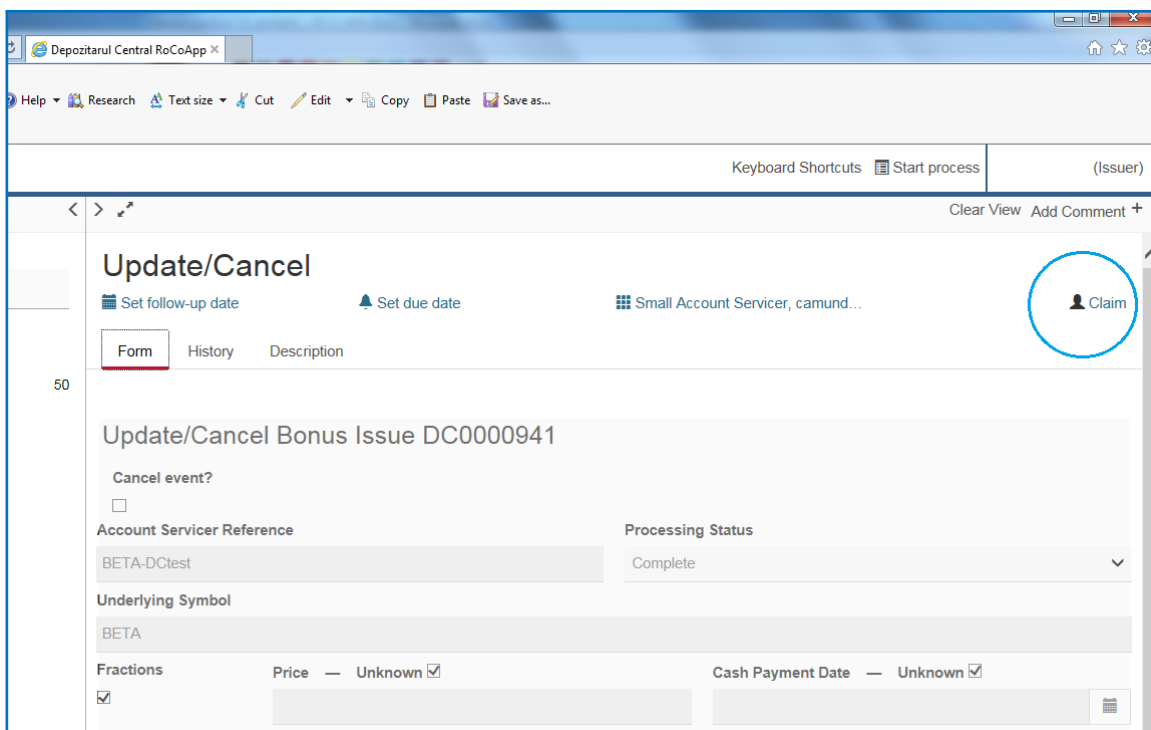 Depozitarul Central RoCoApp ×
Help Research Text size Cut Edit Copy Paste Save as...
Keyboard Shortcuts Start process (Issuer)
Clear View Add Comment +
Update/Cancel
Set follow-up date Set due date Small Account Servicer, camund... Claim
Form History Description
50
Update/Cancel Bonus Issue DC0000941
Cancel event?
Account Servicer Reference Processing Status
BETA-DCtest Complete
Underlying Symbol
BETA
Fractions Price — Unknown Cash Payment Date — Unknown